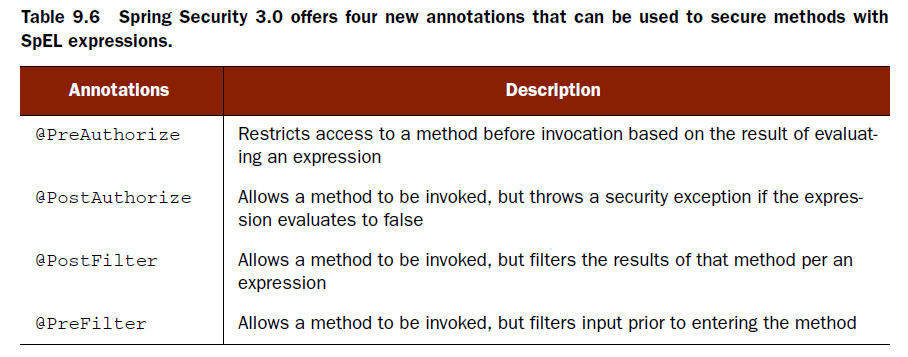 Table 9.6 Spring Security 3.0 offers four new annotations that can be used to secure methods with
SpEL expressions.
Annotations Description
@PreAuthorize Restricts access to a method before invocation based on the result of evaluat-
ing an expression
@PostAuthorize Allows a method to be invoked, but throws a security exception if the expres-
sion evaluates to false
@PostFilter Allows a method to be invoked, but filters the results of that method per an
expression
@PreFilter Allows a method to be invoked, but filters input prior to entering the method